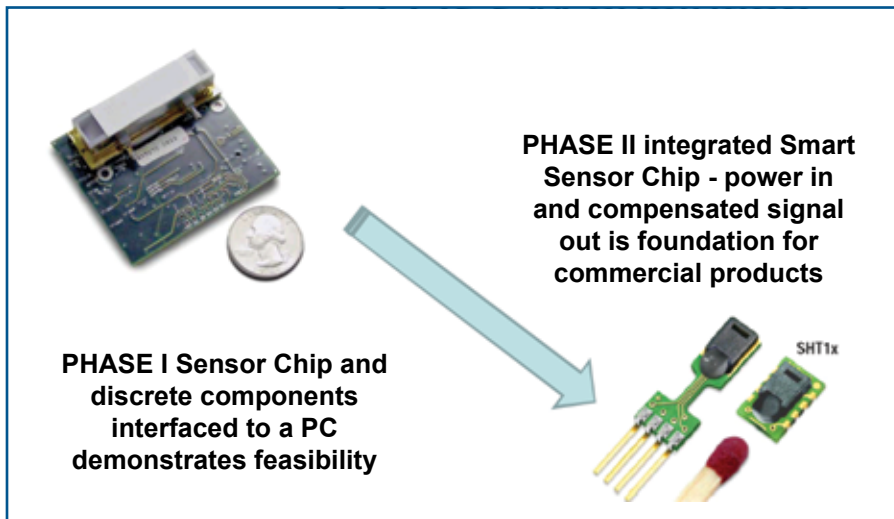 PHASE II integrated Smart
Sensor Chip - power in
and compensated signal
out is foundation for
commercial products
SHT1x
PHASE I Sensor Chip and
discrete components
interfaced to a PC
demonstrates feasibility